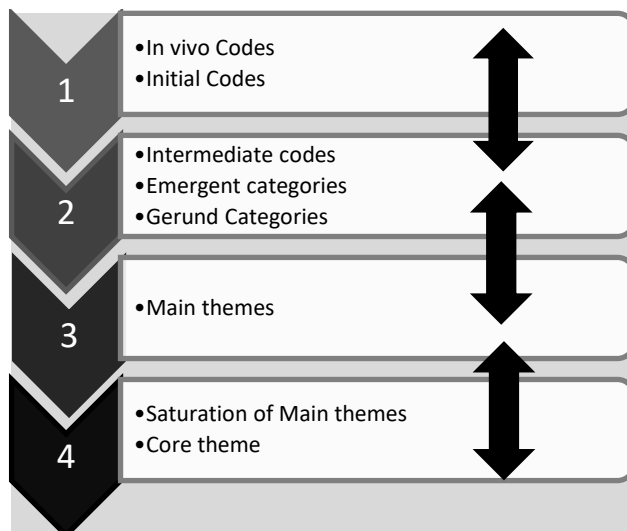 1
•In vivo Codes
•Initial Codes
2
•Intermediate codes
•Emergent categories
•Gerund Categories
3
•Main themes
4
•Saturation of Main themes
•Core theme